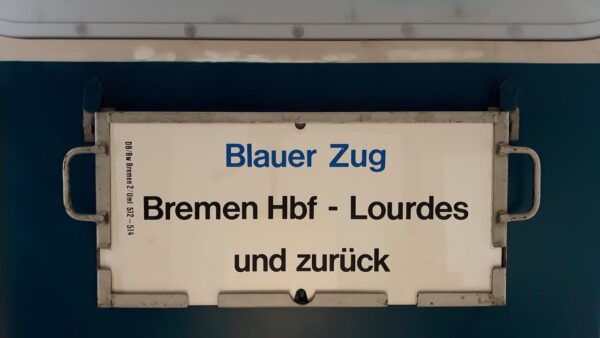 Blauer Zug
Bremen Hbf - Lourdes
und zurück
DB Bw Bremen 2 / Uml 512 - 514